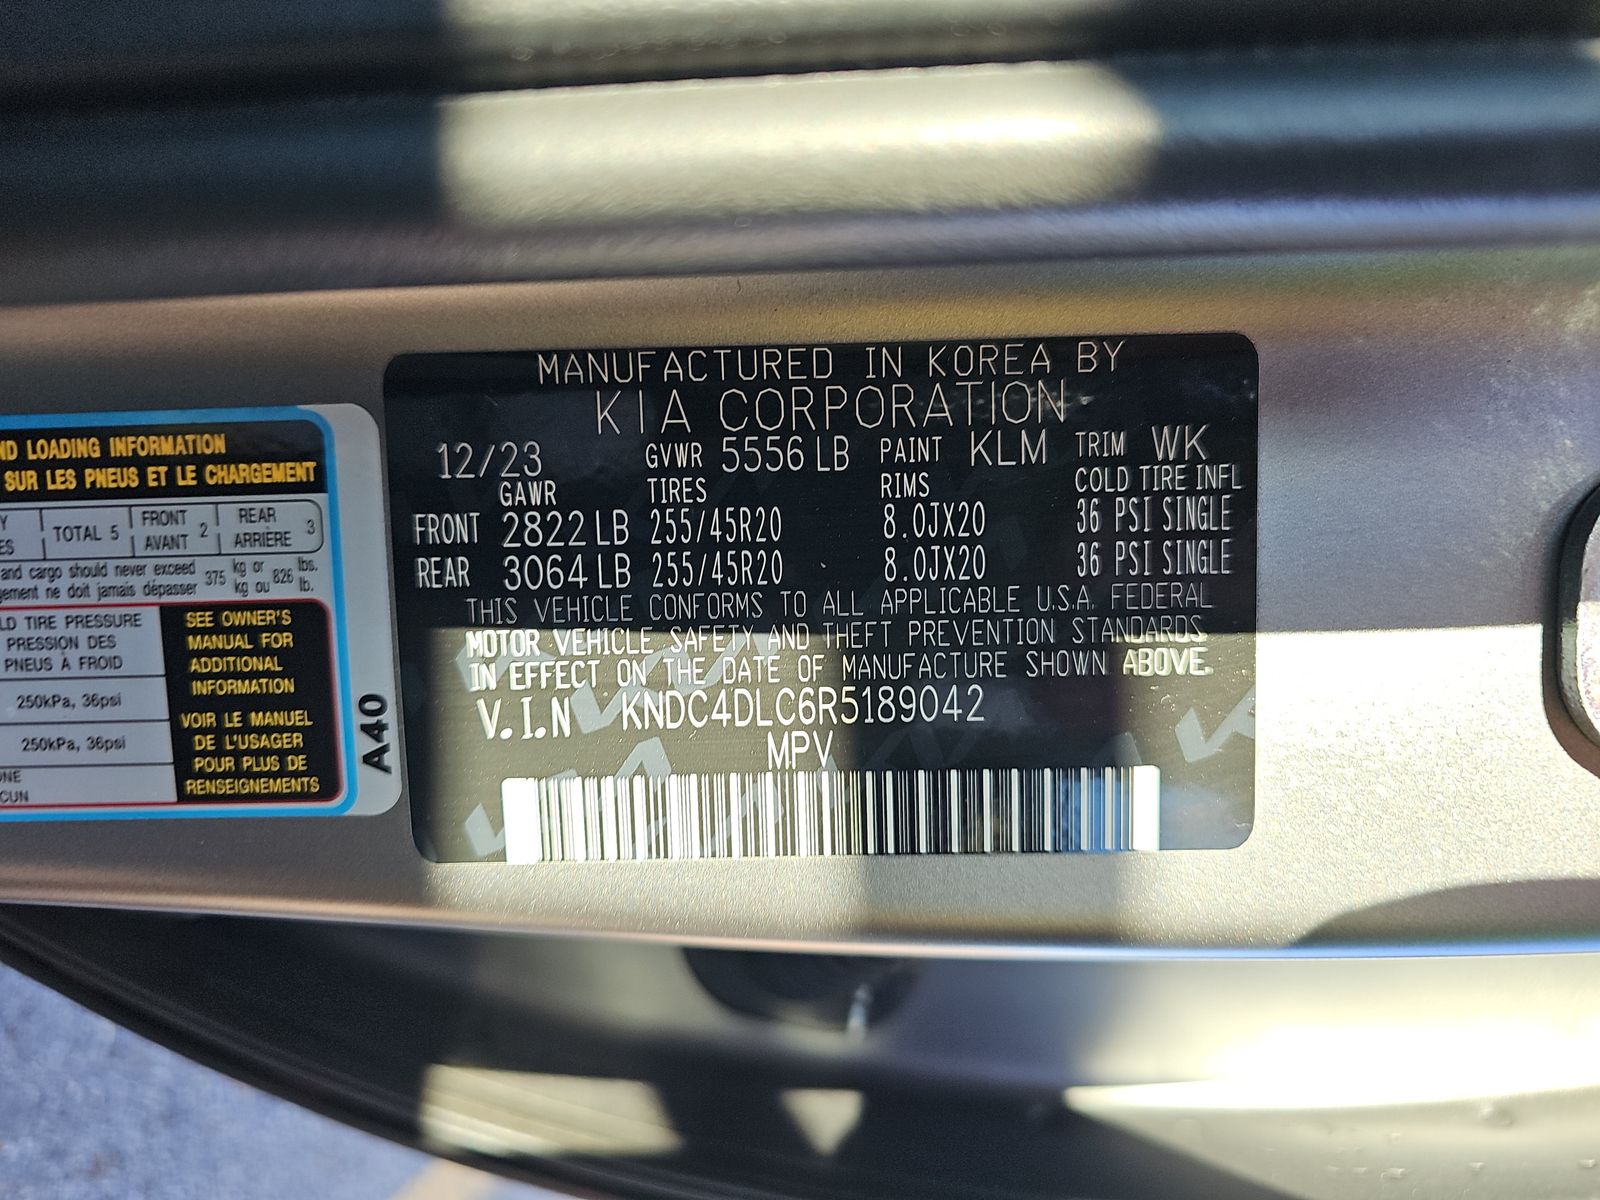 ND LOADING INFORMATION
SUR LES PNEUS ET LE CHARGEMENT
TOTAL 5 FRONT AVANT 2 REAR ARRIÈRE 3
and cargo should never exceed 375 kg or 826 lbs.
ne doit jamais dépasser kg ou lb.
LD TIRE PRESSURE
PRESSION DES
PNEUS À FROID
250kPa, 36psi
250kPa, 36psi
SEE OWNER'S
MANUAL FOR
ADDITIONAL
INFORMATION
VOIR LE MANUEL
DE L'USAGER
POUR PLUS DE
RENSEIGNEMENTS
A40
MANUFACTURED IN KOREA BY
KIA CORPORATION
12/23 GVWR 5556 LB PAINT KLM TRIM WK
GAWR TIRES RIMS COLD TIRE INFL
FRONT 2822 LB 255/45R20 8.0JX20 36 PSI SINGLE
REAR 3064 LB 255/45R20 8.0JX20 36 PSI SINGLE
THIS VEHICLE CONFORMS TO ALL APPLICABLE U.S.A. FEDERAL
MOTOR VEHICLE SAFETY AND THEFT PREVENTION STANDARDS
IN EFFECT ON THE DATE OF MANUFACTURE SHOWN ABOVE.
V.I.N KNDC4DLC6R5189042
MPV